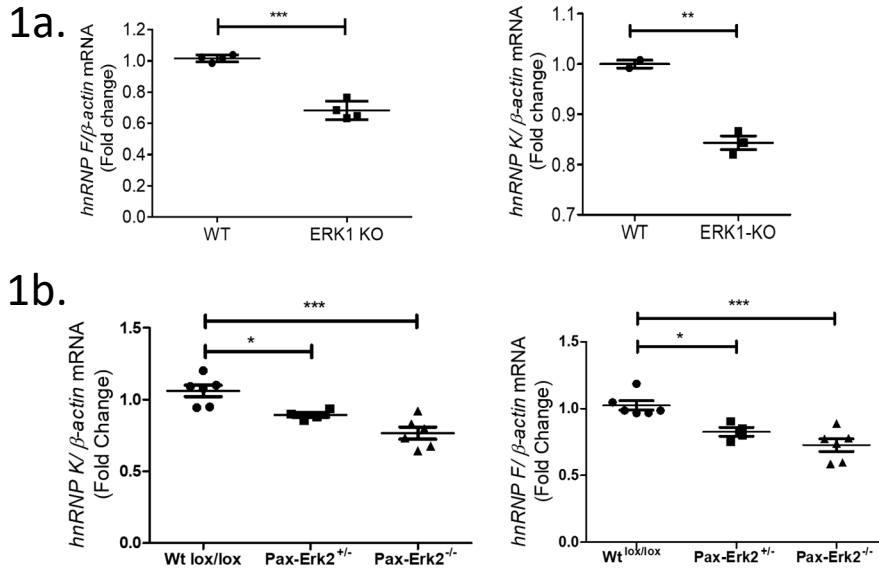 1a.
hnRNP F/β-actin mRNA
(Fold change)
1.2
1.0
0.8
0.6
0.4
0.2
0.0
***
WT
ERK1 KO
hnRNP K/ β-actin mRNA
(Fold change)
1.1
1.0
0.9
0.8
0.7
**
WT
ERK1-KO
1b.
hnRNP K/ β-actin mRNA
(Fold Change)
1.5
1.0
0.5
0.0
***
*
Wt lox/lox
Pax-Erk2+/-
Pax-Erk2-/-
hnRNP F/ β-actin mRNA
(Fold Change)
1.5
1.0
0.5
0.0
***
*
Wt lox/lox
Pax-Erk2+/-
Pax-Erk2-/-